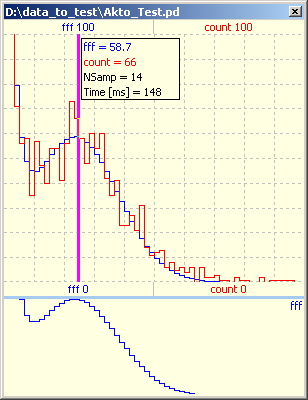 D:\data_to_test\Akto_Test.pd
fff 100 count 100
fff = 58.7
count = 66
NSamp = 14
Time [ms] = 148
fff 0 count 0
fff